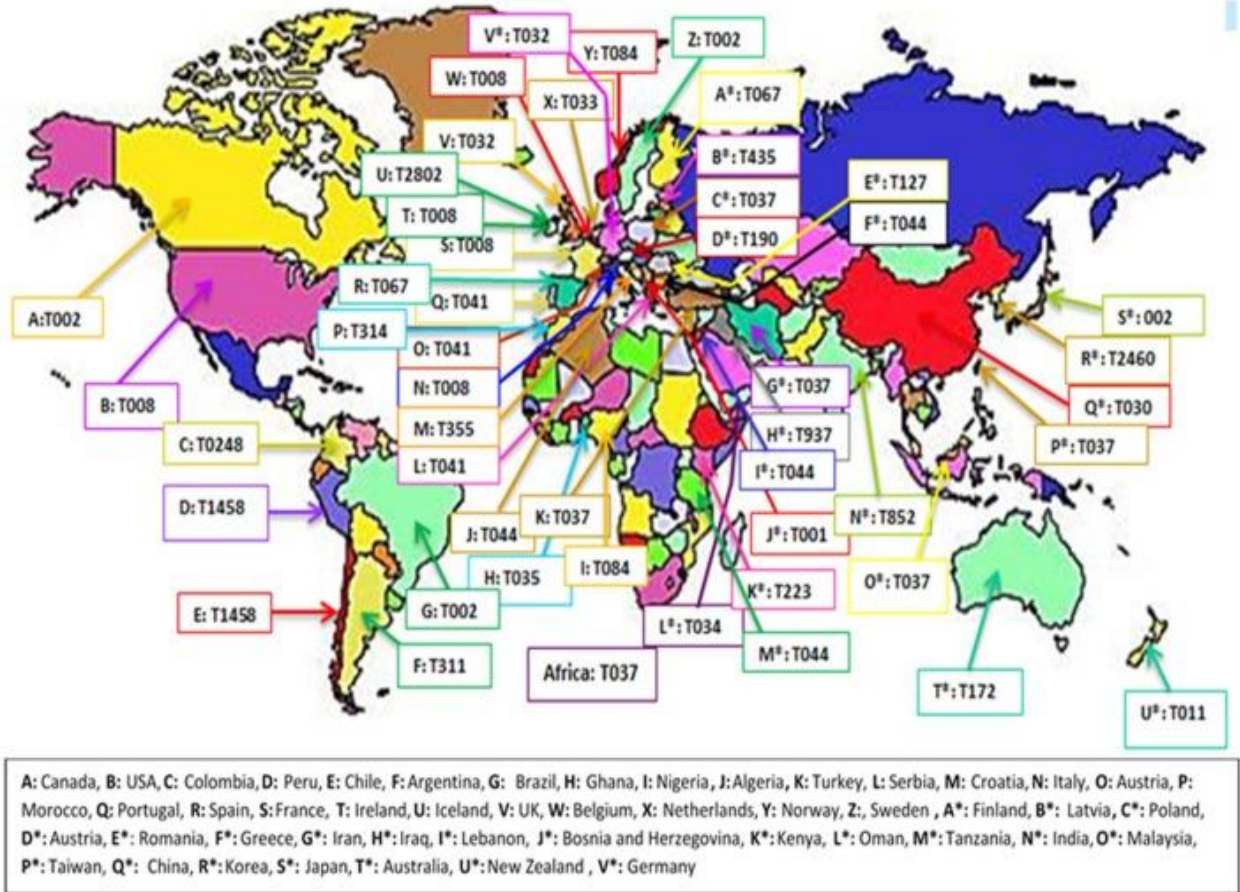 V*: T032
Y: T084
Z: T002
W: T008
X: T033
A*: T067
V: T032
B*: T435
U: T2802
E*: T127
C*: T037
T: T008
F*: T044
D*: T190
S: T008
R: T067
Q: T041
A:T002
P: T314
S*: 002
O: T041
R*: T2460
N: T008
G*: T037
B: T008
Q*: T030
M: T355
H*: T937
C: T0248
P*: T037
L: T041
I*: T044
D: T1458
K: T037
N*: T852
J: T044
J*: T001
I: T084
H: T035
O*: T037
K*: T223
E: T1458
G: T002
L*: T034
M*: T044
F: T311
Africa: T037
T*: T172
U*: T011
A: Canada, B: USA, C: Colombia, D: Peru, E: Chile, F: Argentina, G: Brazil, H: Ghana, I: Nigeria, J: Algeria, K: Turkey, L: Serbia, M: Croatia, N: Italy, O: Austria, P:
Morocco, Q: Portugal, R: Spain, S: France, T: Ireland, U: Iceland, V: UK, W: Belgium, X: Netherlands, Y: Norway, Z:, Sweden , A*: Finland, B*: Latvia, C*: Poland,
D*: Austria, E*: Romania, F*: Greece, G*: Iran, H*: Iraq, I*: Lebanon, J*: Bosnia and Herzegovina, K*: Kenya, L*: Oman, M*: Tanzania, N*: India, O*: Malaysia,
P*: Taiwan, Q*: China, R*: Korea, S*: Japan, T*: Australia, U*: New Zealand , V*: Germany